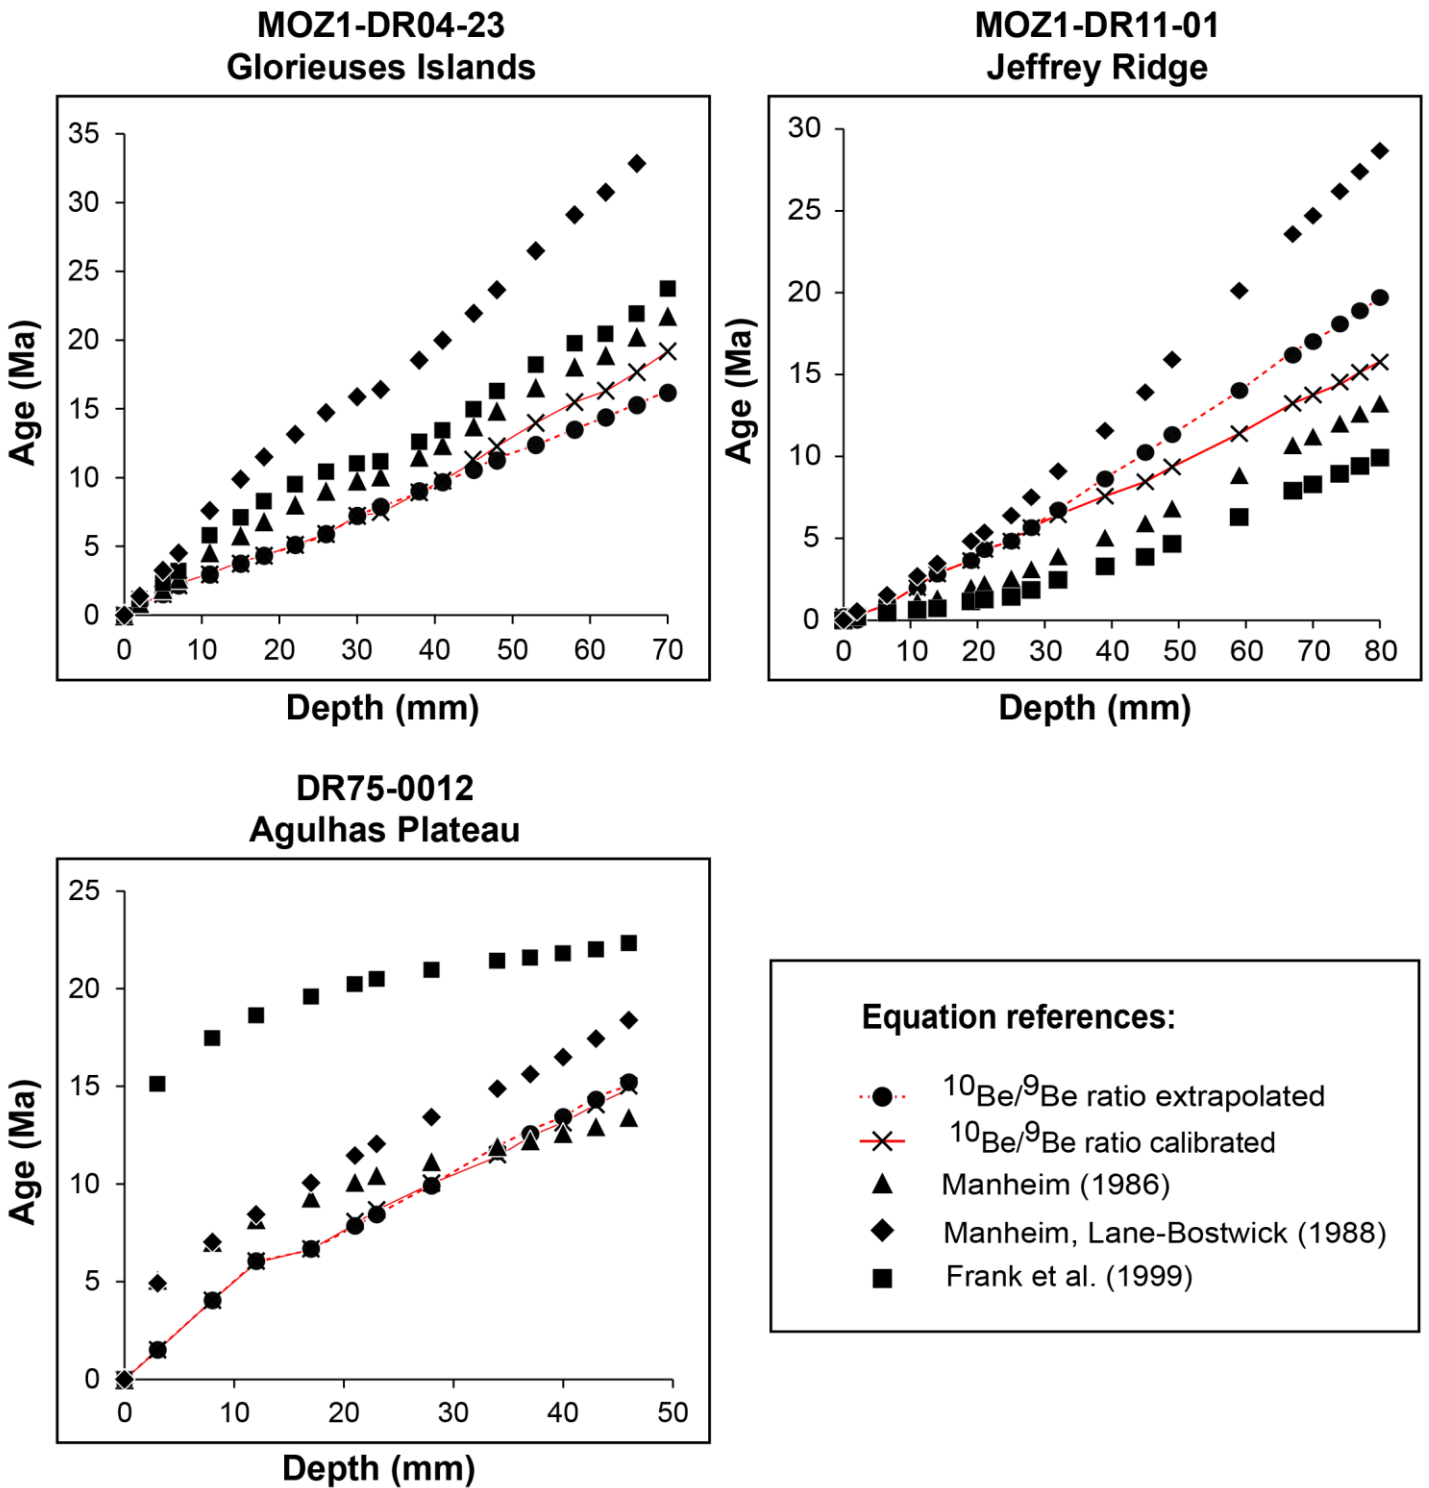 MOZ1-DR04-23
Glorieuses Islands
35
30
25
20
15
10
5
0
0 10 20 30 40 50 60 70
Age (Ma)
Depth (mm)
MOZ1-DR11-01
Jeffrey Ridge
30
25
20
15
10
5
0
0 10 20 30 40 50 60 70 80
Age (Ma)
Depth (mm)
DR75-0012
Agulhas Plateau
25
20
15
10
5
0
0 10 20 30 40 50
Age (Ma)
Depth (mm)
Equation references:
¹⁰Be/⁹Be ratio extrapolated
¹⁰Be/⁹Be ratio calibrated
Manheim (1986)
Manheim, Lane-Bostwick (1988)
Frank et al. (1999)